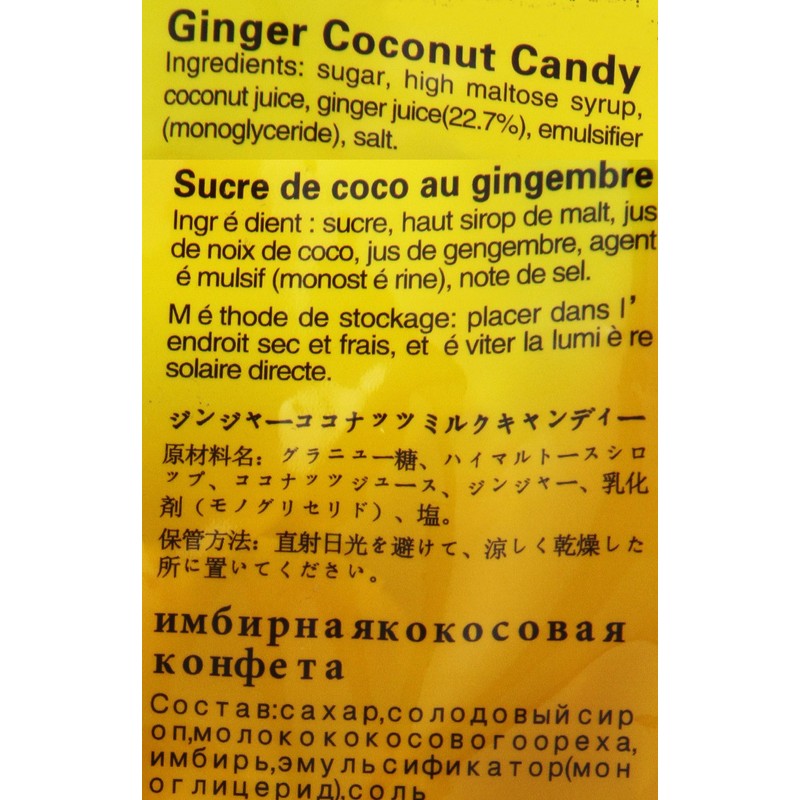 Ginger Coconut Candy
Ingredients: sugar, high maltose syrup,
coconut juice, ginger juice(22.7%), emulsifier
(monoglyceride), salt.
Sucre de coco au gingembre
Ingr é dient : sucre, haut sirop de malt, jus
de noix de coco, jus de gengembre, agent
é mulsif (monost é rine), note de sel.
M é thode de stockage: placer dans l'
endroit sec et frais, et é viter la lumi è re
solaire directe.
ジンジャーココナッツミルクキャンディー
原材料名：グラニュー糖、ハイマルトースシロ
ップ、ココナッツジュース、ジンジャー、乳化
剤（モノグリセリド）、塩。
保管方法：直射日光を避けて、涼しく乾燥した
所に置いてください。
имбирнаякокосовая
конфета
Состав:сахар,солодовый сир
оп,молокококосовогоореха,
имбирь,эмульсификатор(мон
оглицерид),соль